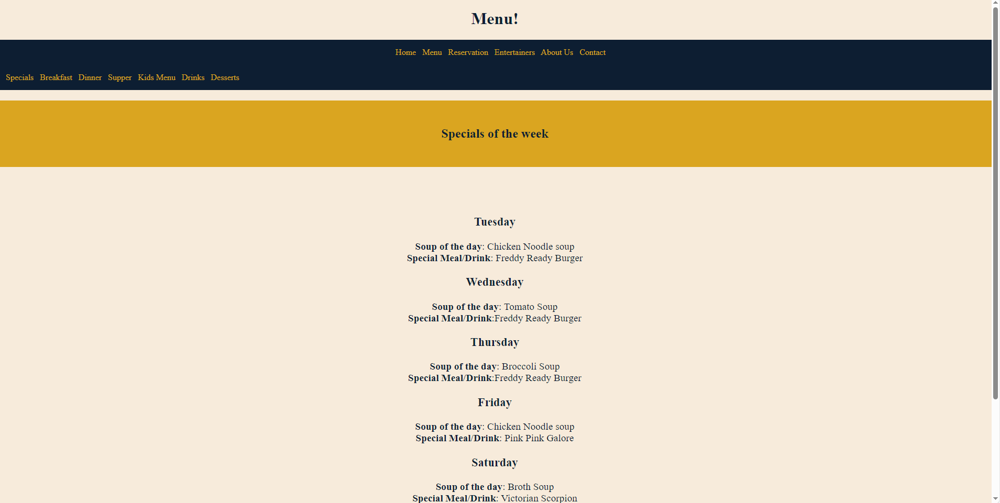 Menu!
Home Menu Reservation Entertainers About Us Contact
Specials Breakfast Dinner Supper Kids Menu Drinks Desserts
Specials of the week
Tuesday
Soup of the day: Chicken Noodle soup
Special Meal/Drink: Freddy Ready Burger
Wednesday
Soup of the day: Tomato Soup
Special Meal/Drink:Freddy Ready Burger
Thursday
Soup of the day: Broccoli Soup
Special Meal/Drink:Freddy Ready Burger
Friday
Soup of the day: Chicken Noodle soup
Special Meal/Drink: Pink Pink Galore
Saturday
Soup of the day: Broth Soup
Special Meal/Drink: Victorian Scorpion